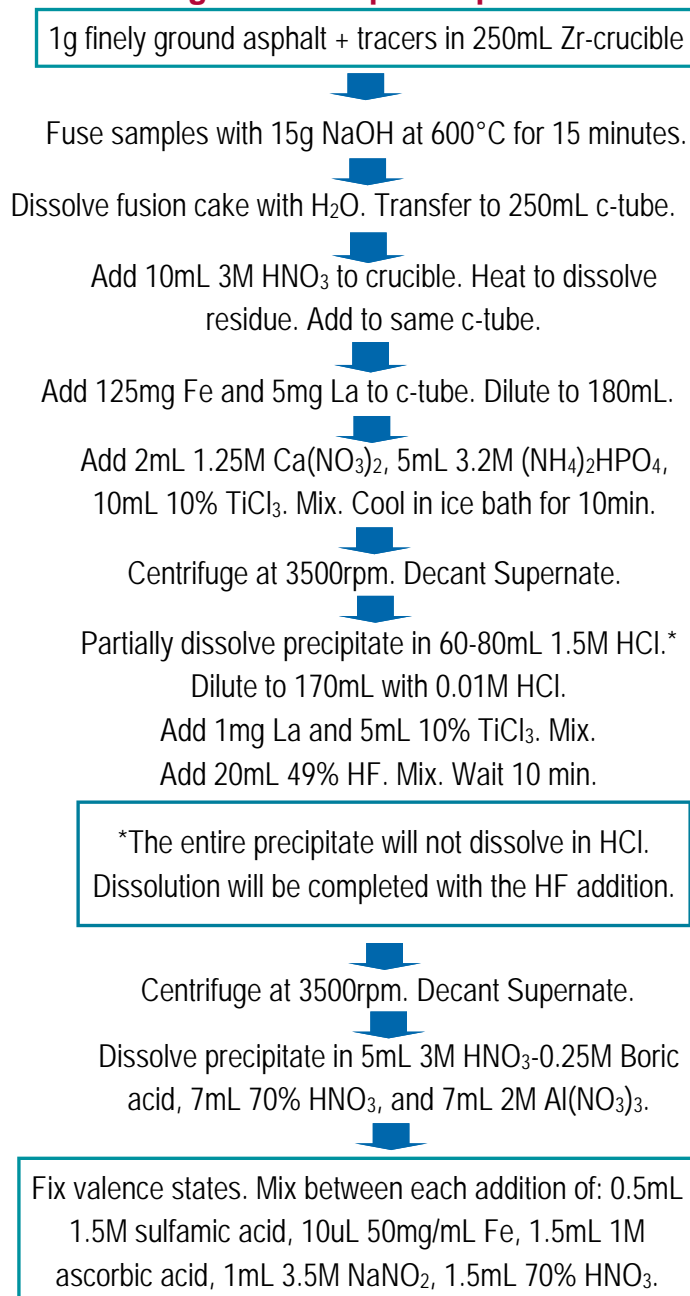 1g finely ground asphalt + tracers in 250mL Zr-crucible
Fuse samples with 15g NaOH at 600°C for 15 minutes.
Dissolve fusion cake with H₂O. Transfer to 250mL c-tube.
Add 10mL 3M HNO₃ to crucible. Heat to dissolve
residue. Add to same c-tube.
Add 125mg Fe and 5mg La to c-tube. Dilute to 180mL.
Add 2mL 1.25M Ca(NO₃)₂, 5mL 3.2M (NH₄)₂HPO₄,
10mL 10% TiCl₃. Mix. Cool in ice bath for 10min.
Centrifuge at 3500rpm. Decant Supernate.
Partially dissolve precipitate in 60-80mL 1.5M HCl.*
Dilute to 170mL with 0.01M HCl.
Add 1mg La and 5mL 10% TiCl₃. Mix.
Add 20mL 49% HF. Mix. Wait 10 min.
*The entire precipitate will not dissolve in HCl.
Dissolution will be completed with the HF addition.
Centrifuge at 3500rpm. Decant Supernate.
Dissolve precipitate in 5mL 3M HNO₃-0.25M Boric
acid, 7mL 70% HNO₃, and 7mL 2M Al(NO₃)₃.
Fix valence states. Mix between each addition of: 0.5mL
1.5M sulfamic acid, 10uL 50mg/mL Fe, 1.5mL 1M
ascorbic acid, 1mL 3.5M NaNO₂, 1.5mL 70% HNO₃.